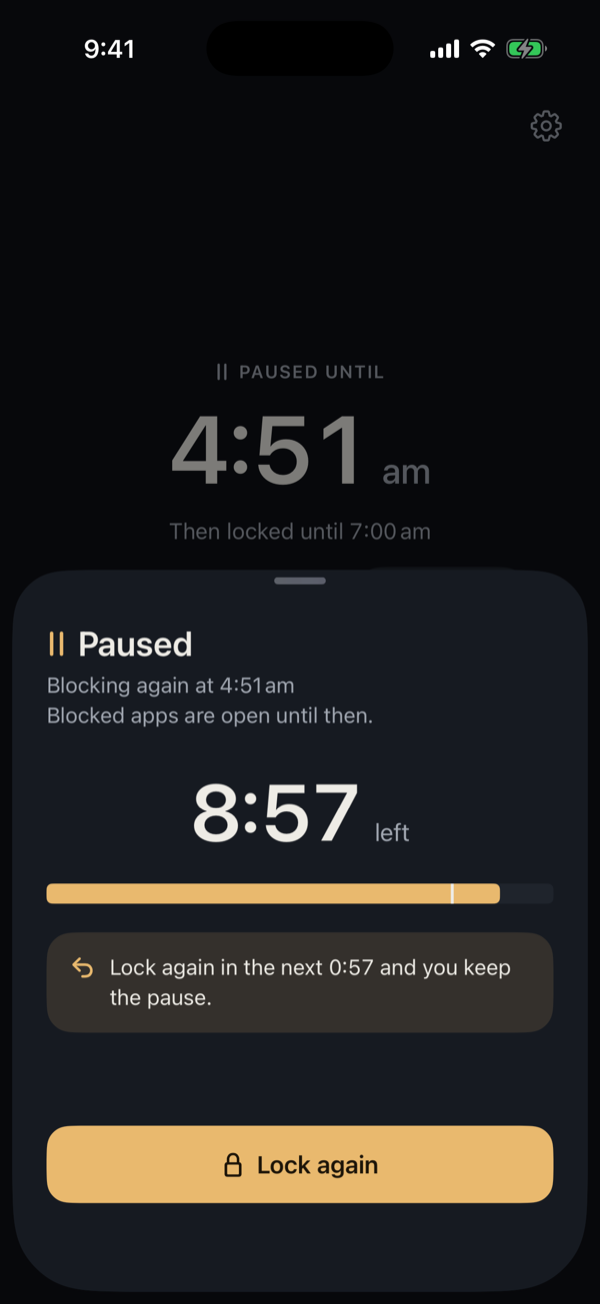 9:41
PAUSED UNTIL
4:51 am
Then locked until 7:00 am
Paused
Blocking again at 4:51 am
Blocked apps are open until then.
8:57 left
Lock again in the next 0:57 and you keep
the pause.
Lock again